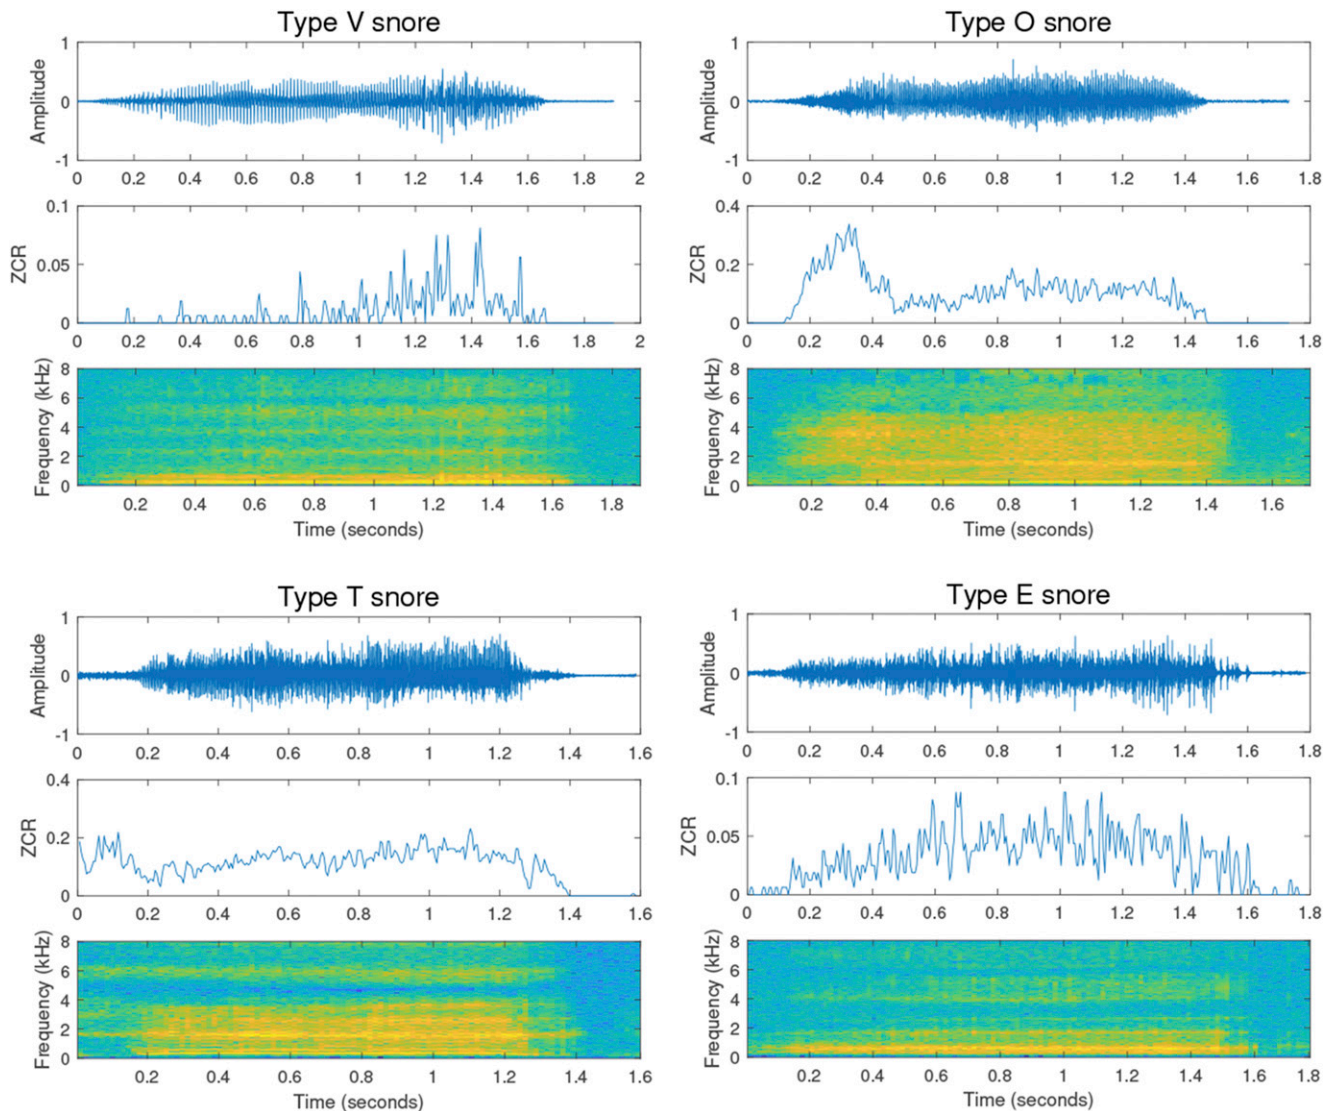 Type V snore
Amplitude
1
0
-1
0 0.2 0.4 0.6 0.8 1 1.2 1.4 1.6 1.8 2
ZCR
0.1
0.05
0
0 0.2 0.4 0.6 0.8 1 1.2 1.4 1.6 1.8 2
Frequency (kHz)
8
6
4
2
0
0.2 0.4 0.6 0.8 1 1.2 1.4 1.6 1.8
Time (seconds)
Type O snore
Amplitude
1
0
-1
0 0.2 0.4 0.6 0.8 1 1.2 1.4 1.6 1.8
ZCR
0.4
0.2
0
0 0.2 0.4 0.6 0.8 1 1.2 1.4 1.6 1.8
Frequency (kHz)
8
6
4
2
0
0.2 0.4 0.6 0.8 1 1.2 1.4 1.6
Time (seconds)
Type T snore
Amplitude
1
0
-1
0 0.2 0.4 0.6 0.8 1 1.2 1.4 1.6
ZCR
0.4
0.2
0
0 0.2 0.4 0.6 0.8 1 1.2 1.4 1.6
Frequency (kHz)
8
6
4
2
0
0.2 0.4 0.6 0.8 1 1.2 1.4 1.6
Time (seconds)
Type E snore
Amplitude
1
0
-1
0 0.2 0.4 0.6 0.8 1 1.2 1.4 1.6 1.8
ZCR
0.1
0.05
0
0 0.2 0.4 0.6 0.8 1 1.2 1.4 1.6 1.8
Frequency (kHz)
8
6
4
2
0
0.2 0.4 0.6 0.8 1 1.2 1.4 1.6 1.8
Time (seconds)